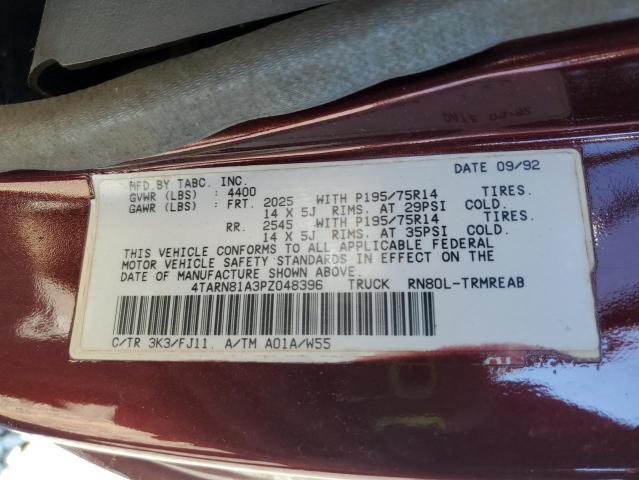 MFD.BY TABC. INC. DATE 09/92
GVWR (LBS) : 4400
GAWR (LBS) : FRT. 2025 WITH P195/75R14 TIRES.
14 X 5J RIMS. AT 29PSI COLD.
RR. 2545 WITH P195/75R14 TIRES.
14 X 5J RIMS. AT 35PSI COLD.
THIS VEHICLE CONFORMS TO ALL APPLICABLE FEDERAL
MOTOR VEHICLE SAFETY STANDARDS IN EFFECT ON THE
DATE OF MANUFACTURE SHOWN ABOVE.
4TARN81A3PZ048396 TRUCK RN80L-TRMREAB
C/TR 3K3/FJ11. A/TM A01A/W55